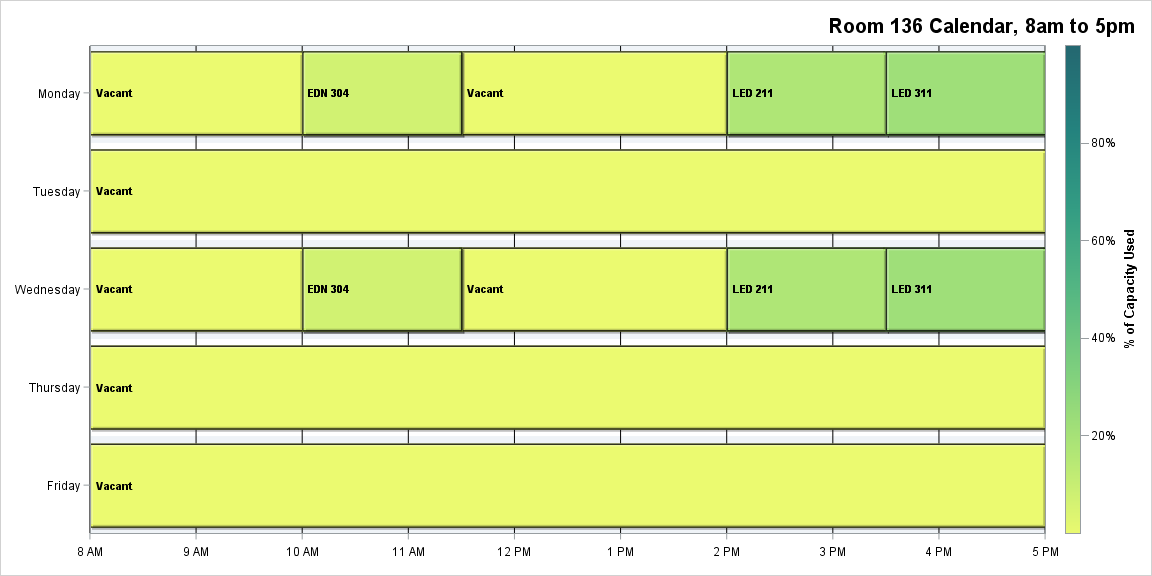 Room 136 Calendar, 8am to 5pm
Monday
Vacant
EDN 304
Vacant
LED 211
LED 311
Tuesday
Vacant
Wednesday
Vacant
EDN 304
Vacant
LED 211
LED 311
Thursday
Vacant
Friday
Vacant
8 AM
9 AM
10 AM
11 AM
12 PM
1 PM
2 PM
3 PM
4 PM
5 PM
80%
60%
40%
20%
% of Capacity Used